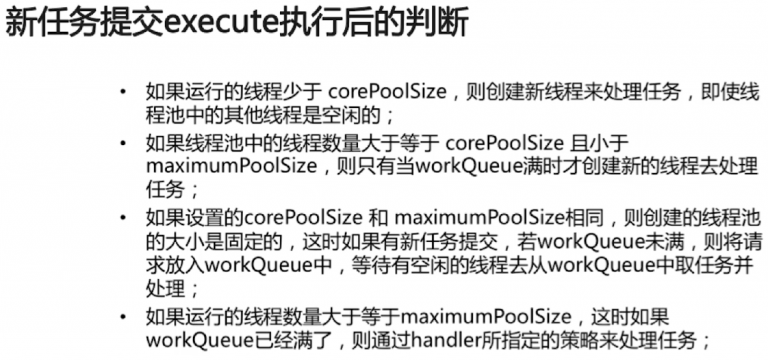 新任务提交execute执行后的判断
• 如果运行的线程少于 corePoolSize，则创建新线程来处理任务，即使线
程池中的其他线程是空闲的；
• 如果线程池中的线程数量大于等于 corePoolSize 且小于
maximumPoolSize，则只有当workQueue满时才创建新的线程去处理
任务；
• 如果设置的corePoolSize 和 maximumPoolSize相同，则创建的线程池
的大小是固定的，这时如果有新任务提交，若workQueue未满，则将请
求放入workQueue中，等待有空闲的线程去从workQueue中取任务并
处理；
• 如果运行的线程数量大于等于maximumPoolSize，这时如果
workQueue已经满了，则通过handler所指定的策略来处理任务；